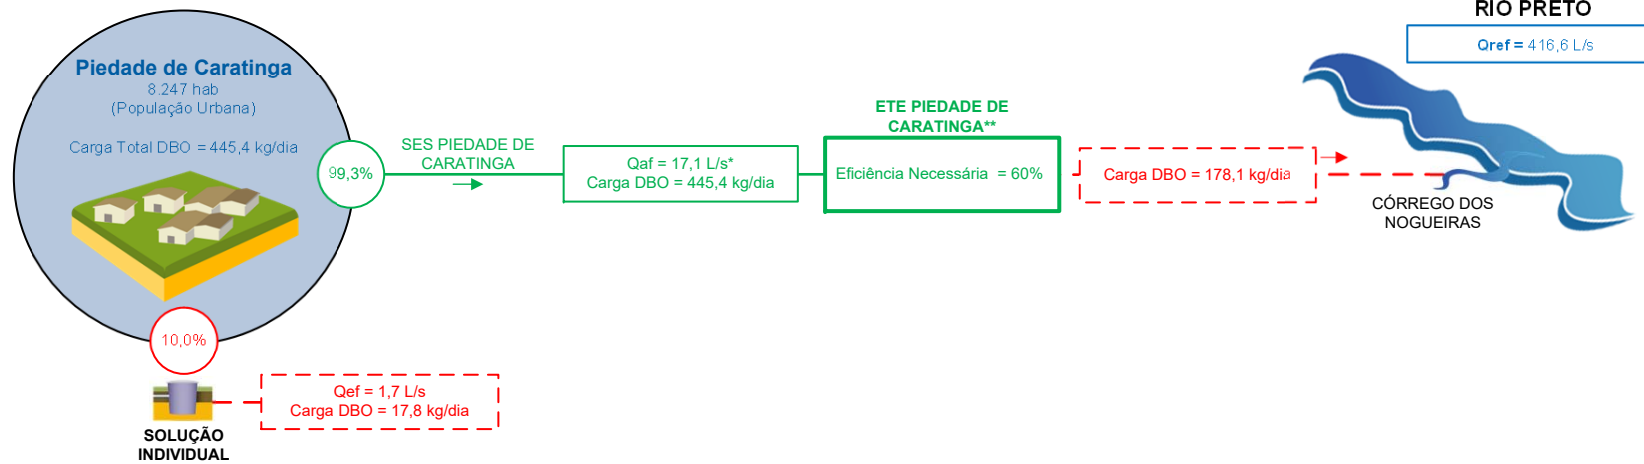 RIO PRETO
Qref = 416,6 L/s
Piedade de Caratinga
8.247 hab
(População Urbana)
Carga Total DBO = 445,4 kg/dia
99,3%
SES PIEDADE DE
CARATINGA
Qaf = 17,1 L/s*
Carga DBO = 445,4 kg/dia
ETE PIEDADE DE
CARATINGA**
Eficiência Necessária = 60%
Carga DBO = 178,1 kg/dia
CÓRREGO DOS
NOGUEIRAS
10,0%
Qef = 1,7 L/s
Carga DBO = 17,8 kg/dia
SOLUÇÃO
INDIVIDUAL